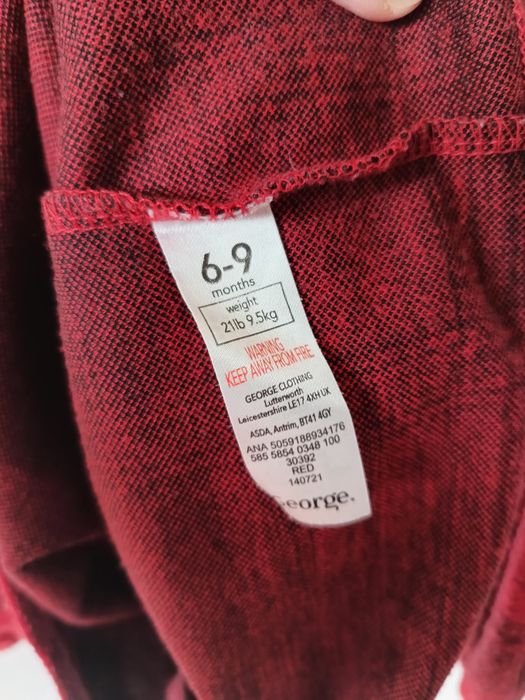 6-9
months
weight
21lb 9.5kg
WARNING
KEEP AWAY FROM FIRE
GEORGE CLOTHING
Lutterworth
Leicestershire LE17 4XH UK
ASDA, Antrim, BT41 4GY
ANA 5059188934176
585 5854 0348 100
30392
RED
140721
George.